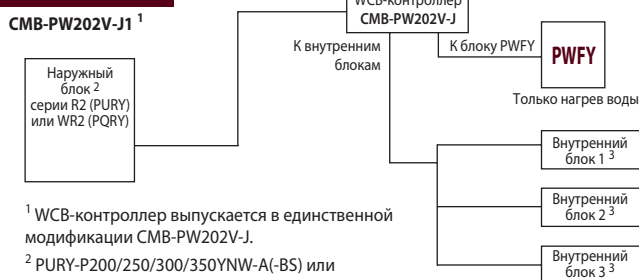 CMB-PW202V-J1 ¹
WCB-контроллер
CMB-PW202V-J
К внутренним
блокам
К блоку PWFY
PWFY
Только нагрев воды
Наружный
блок ²
серии R2 (PURY)
или WR2 (PQRY)
Внутренний
блок 1 ³
Внутренний
блок 2 ³
Внутренний
блок 3 ³
¹ WCB-контроллер выпускается в единственной
модификации CMB-PW202V-J.
² PURY-P200/250/300/350YNW-A(-BS) или